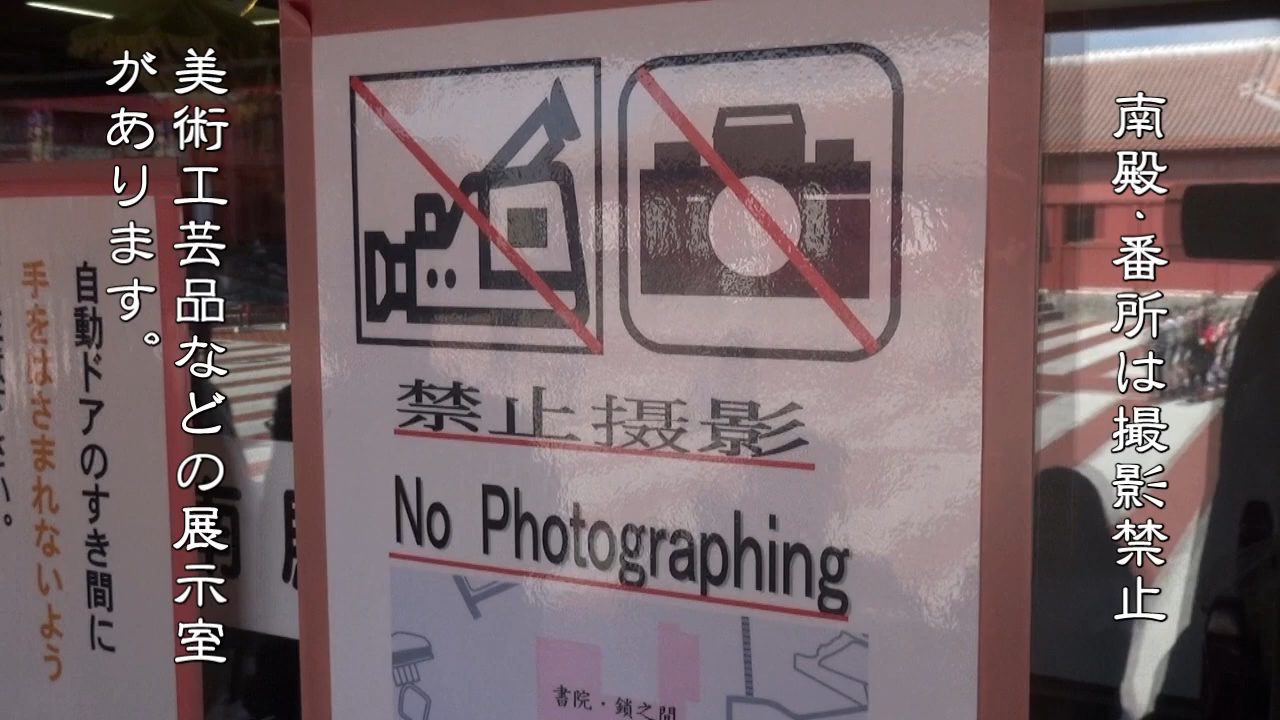 南殿・番所は撮影禁止
美術工芸品などの展示室
があります。
禁止摄影
No Photographing
書院・鎖之間
自動ドアのすき間に
手をはさまれないよう